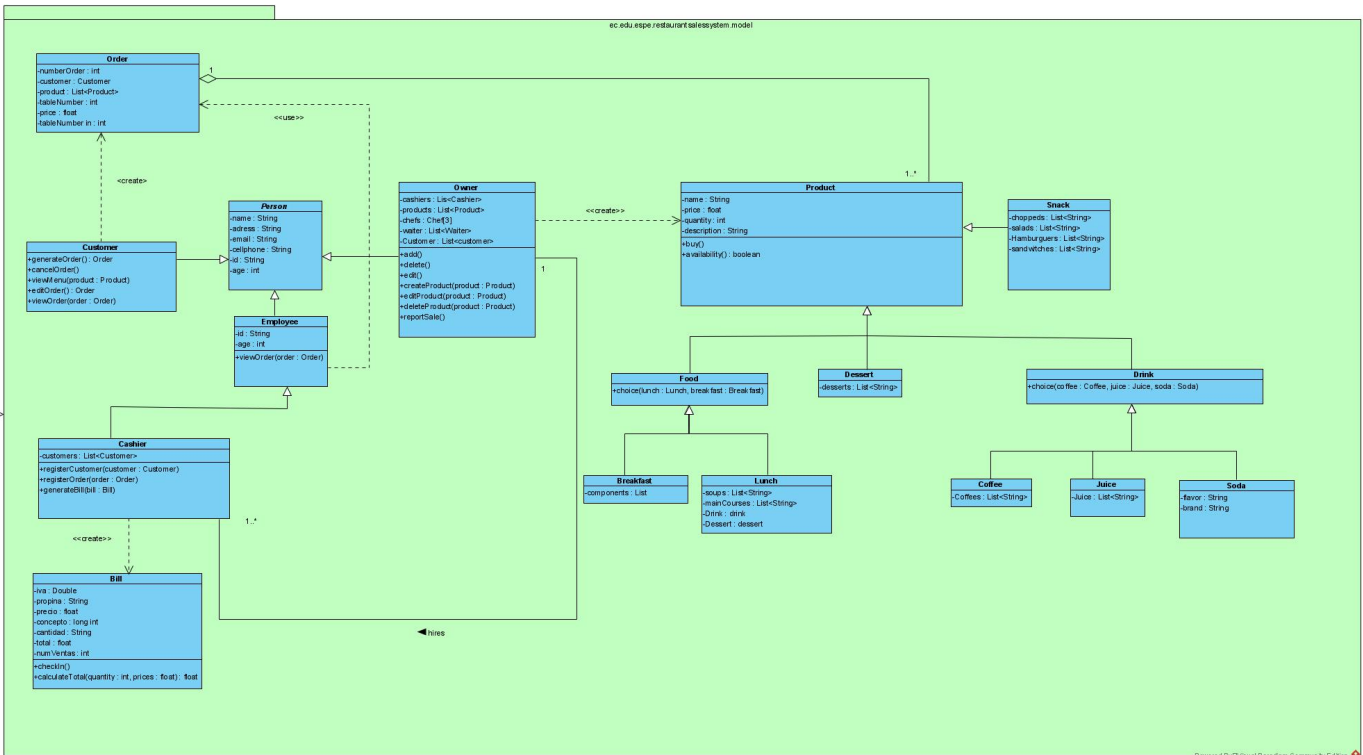 ec.edu.espe.restaurantsalessystem.model
Order
-numberOrder : int
-customer : Customer
-product : List<Product>
-tableNumber : int
-price : float
-tableNumber in : int
1
<<use>>
<create>
Customer
+generateOrder() : Order
+cancelOrder()
+viewMenu(product : Product)
+editOrder() : Order
+viewOrder(order : Order)
Person
-name : String
-adress : String
-email : String
-cellphone : String
-id : String
-age : int
Owner
-cashiers : Lis<Cashier>
-products : List<Product>
-chefs : Chef[3]
-waiter : List<Waiter>
-Customer : List<customer>
+add()
+delete()
+edit()
+createProduct(product : Product)
+editProduct(product : Product)
+deleteProduct(product : Product)
+reportSale()
1
<<create>>
1..*
Product
-name : String
-price : float
-quantity : int
-description : String
+buy()
+availability() : boolean
Snack
-choppeds : List<String>
-salads : List<String>
-Hamburguers : List<String>
-sandwitches : List<String>
Employee
-id : String
-age : int
+viewOrder(order : Order)
Food
+choice(lunch : Lunch, breakfast : Breakfast)
Dessert
-desserts : List<String>
Drink
+choice(coffee : Coffee, juice : Juice, soda : Soda)
Cashier
-customers : List<Customer>
+registerCustomer(customer : Customer)
+registerOrder(order : Order)
+generateBill(bill : Bill)
1..*
Breakfast
-components : List
Lunch
-soups : List<String>
-mainCourses : List<String>
-Drink : drink
-Dessert : dessert
Coffee
-Coffees : List<String>
Juice
-Juice : List<String>
Soda
-flavor : String
-brand : String
<<create>>
Bill
-iva : Double
-propina : String
-precio : float
-concepto : long int
-cantidad : String
-total : float
-numVentas : int
+checkIn()
+calculateTotal(quantity : int, prices : float) : float
hires